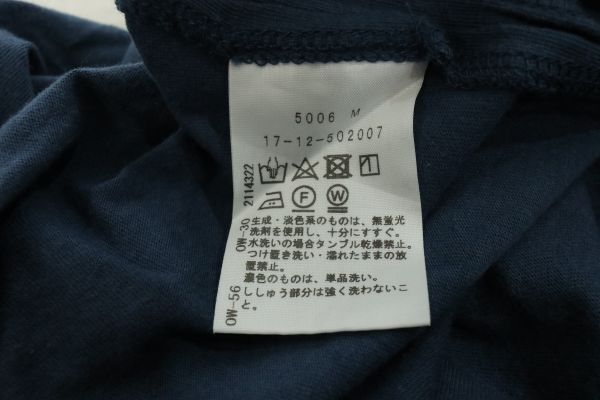 5006 M
17-12-502007
2114322
F W
OW-30
生成・淡色系のものは、無蛍光
洗剤を使用し、十分にすすぐ。
水洗いの場合タンブル乾燥禁止。
つけ置き洗い・濡れたままの放
置禁止。
濃色のものは、単品洗い。
OW-56
ししゅう部分は強く洗わないこ
と。